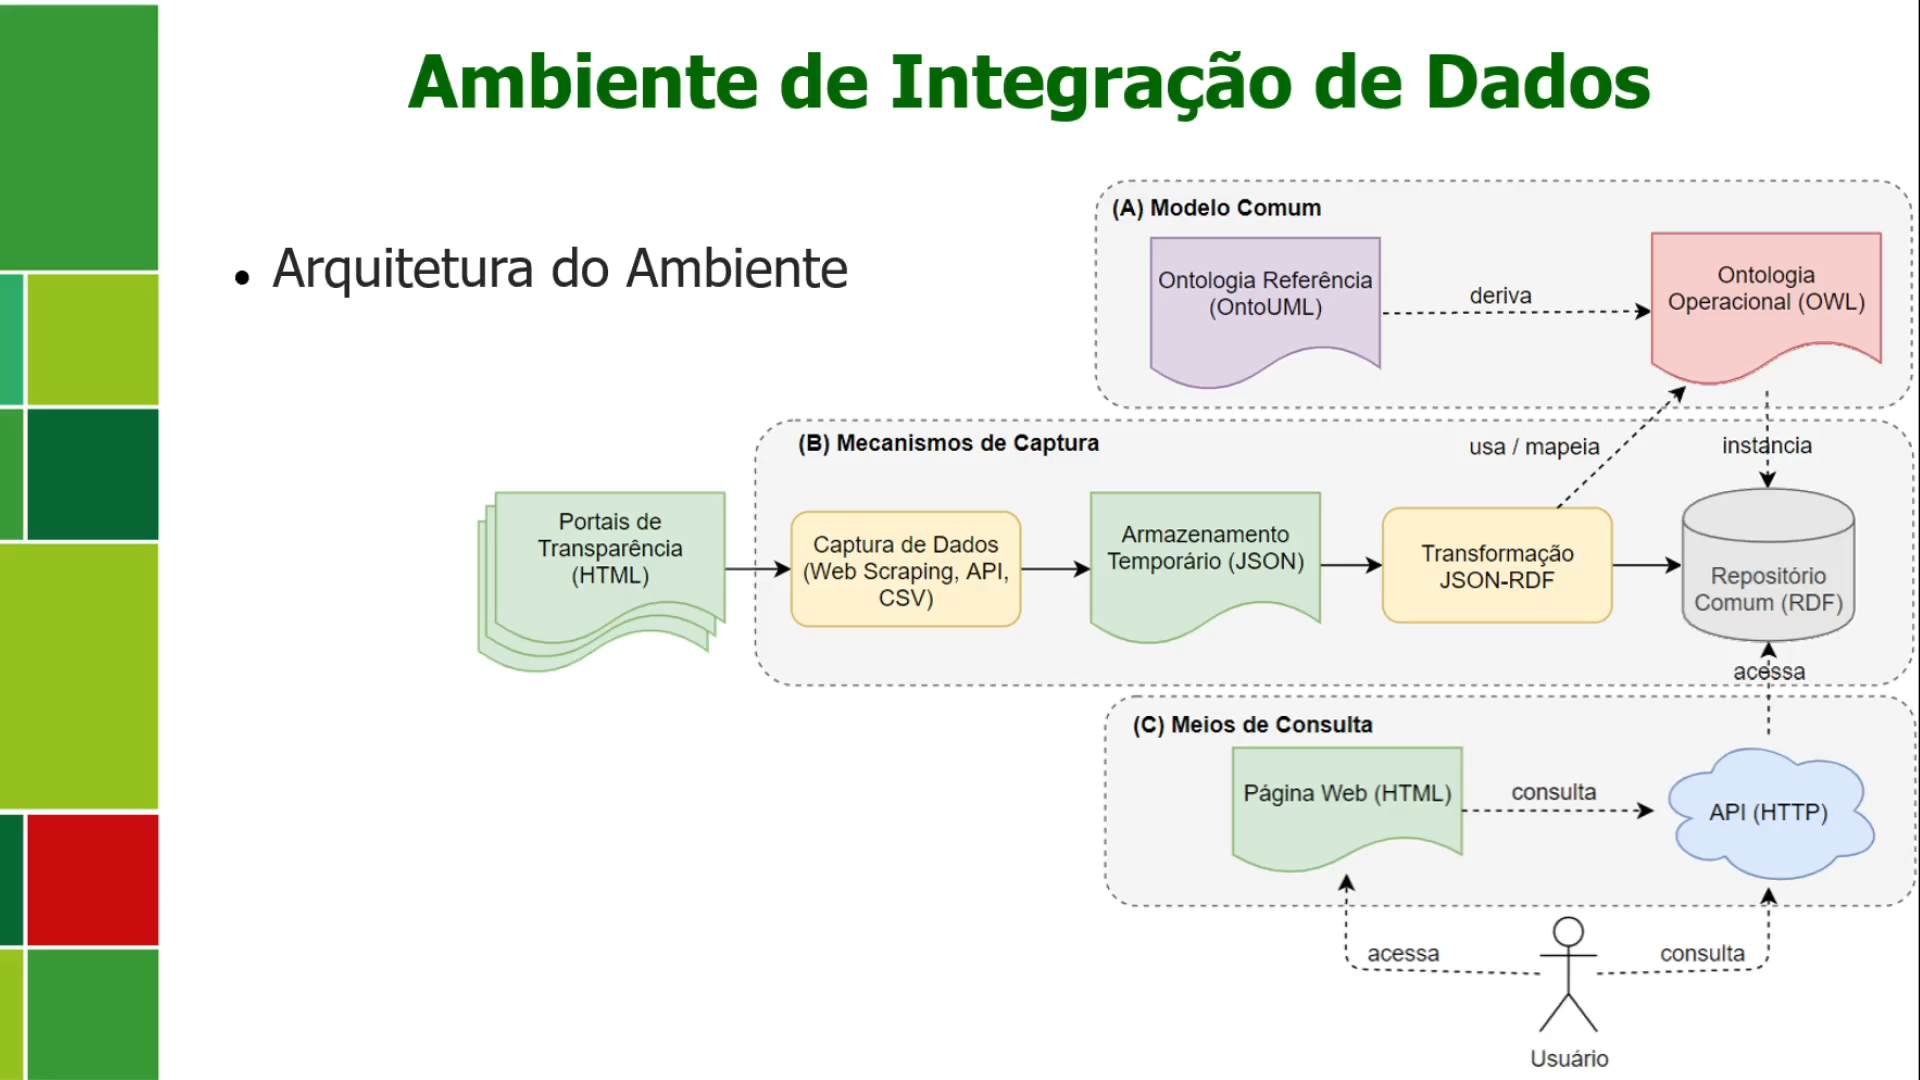 Ambiente de Integração de Dados
• Arquitetura do Ambiente
(A) Modelo Comum
Ontologia Referência
(OntoUML)
deriva
Ontologia
Operacional (OWL)
(B) Mecanismos de Captura
usa / mapeia
instancia
Portais de
Transparência
(HTML)
Captura de Dados
(Web Scraping, API,
CSV)
Armazenamento
Temporário (JSON)
Transformação
JSON-RDF
Repositório
Comum (RDF)
acessa
(C) Meios de Consulta
Página Web (HTML)
consulta
API (HTTP)
acessa
consulta
Usuário